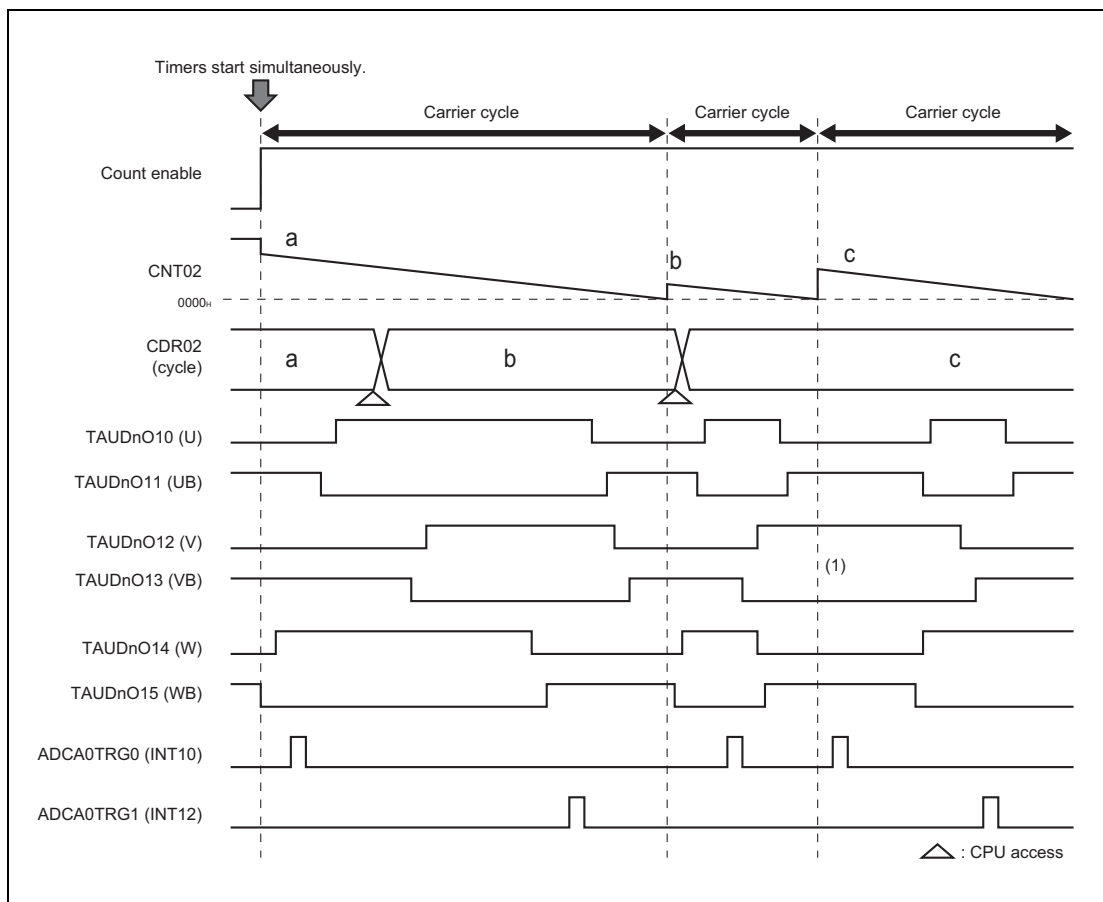 Timers start simultaneously.
Carrier cycle
Carrier cycle
Carrier cycle
Count enable
a
b
c
CNT02
0000H
CDR02
(cycle)
a
b
c
TAUDnO10 (U)
TAUDnO11 (UB)
TAUDnO12 (V)
(1)
TAUDnO13 (VB)
TAUDnO14 (W)
TAUDnO15 (WB)
ADCA0TRG0 (INT10)
ADCA0TRG1 (INT12)
: CPU access